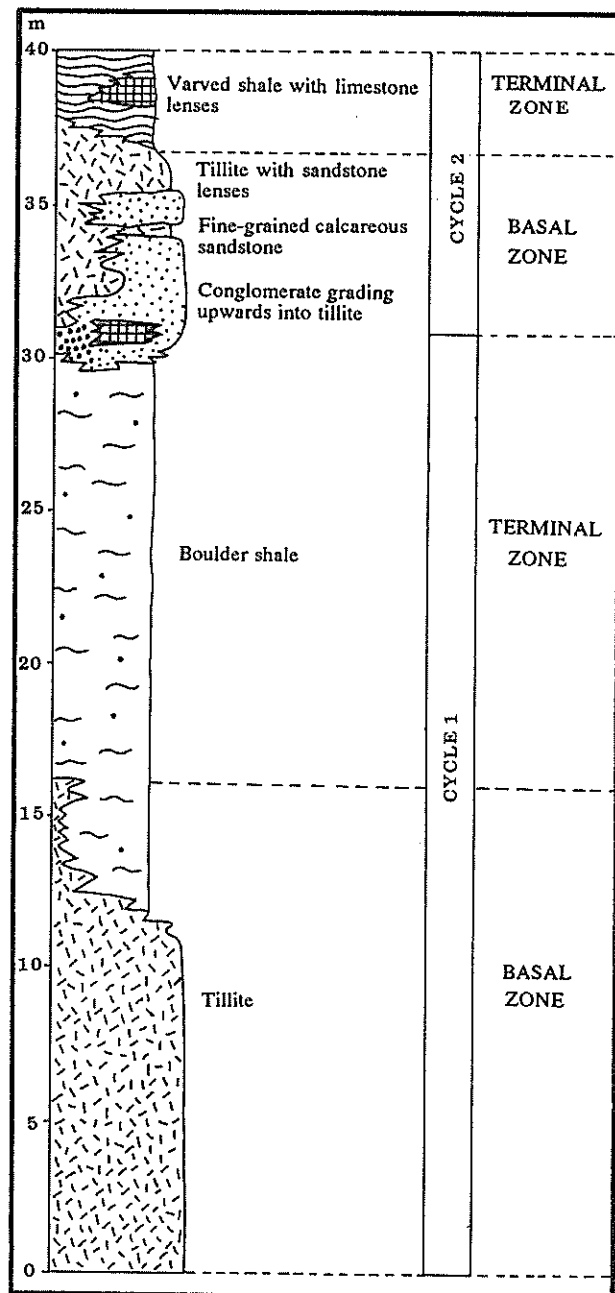 m
40
Varved shale with limestone
lenses
TERMINAL
ZONE
Tillite with sandstone
lenses
35
CYCLE 2
Fine-grained calcareous
sandstone
BASAL
ZONE
Conglomerate grading
upwards into tillite
30
25
Boulder shale
TERMINAL
ZONE
20
CYCLE 1
15
10
Tillite
BASAL
ZONE
5
0